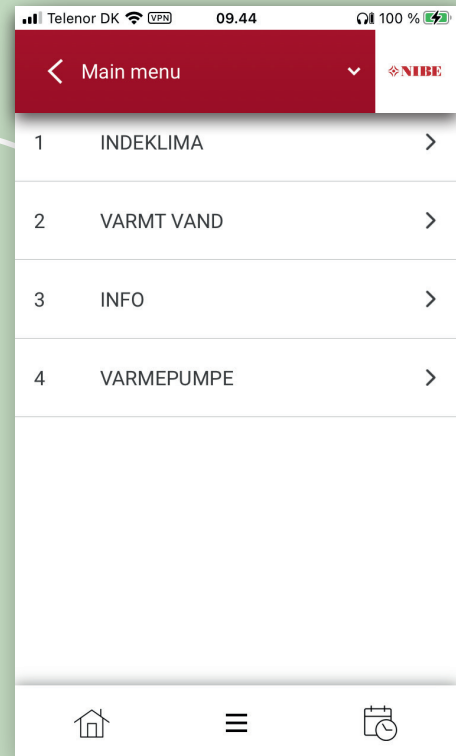 Telenor DK VPN 09.44 100 %
Main menu NIBE
1 INDEKLIMA
2 VARMT VAND
3 INFO
4 VARMEPUMPE